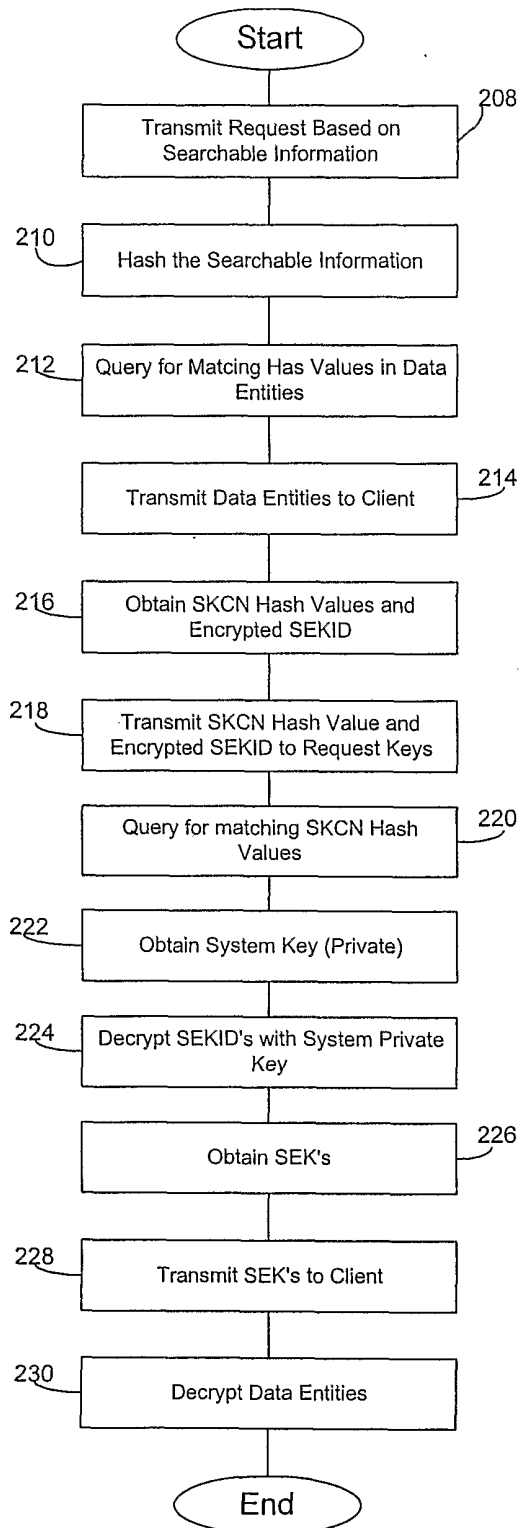 Start
208
Transmit Request Based on
Searchable Information
210
Hash the Searchable Information
212
Query for Matcing Has Values in Data
Entities
214
Transmit Data Entities to Client
216
Obtain SKCN Hash Values and
Encrypted SEKID
218
Transmit SKCN Hash Value and
Encrypted SEKID to Request Keys
220
Query for matching SKCN Hash
Values
222
Obtain System Key (Private)
224
Decrypt SEKID's with System Private
Key
226
Obtain SEK's
228
Transmit SEK's to Client
230
Decrypt Data Entities
End